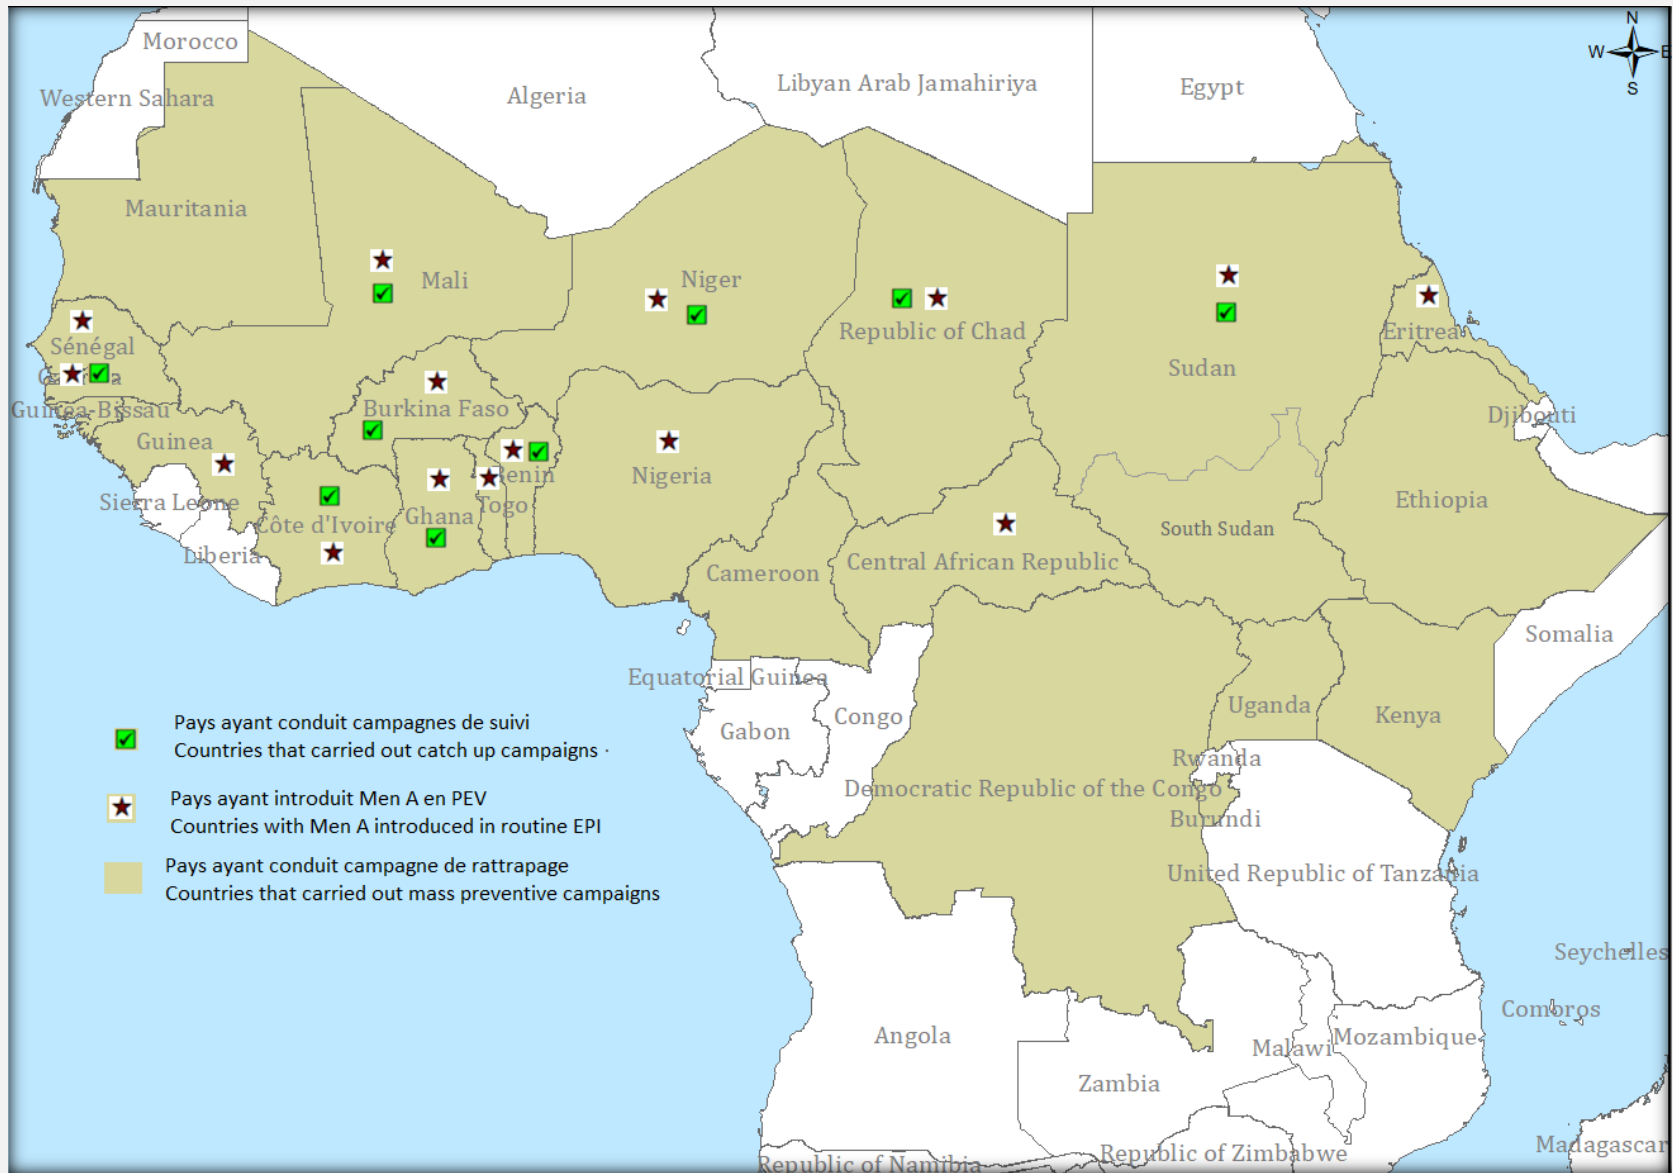 N
W
E
S
Morocco
Algeria
Libyan Arab Jamahiriya
Egypt
Western Sahara
Mauritania
Mali
Niger
Republic of Chad
Sudan
Eritrea
Sénégal
Guinea-Bissau
Guinea
Burkina Faso
Djibouti
Sierra Leone
Côte d'Ivoire
Ghana
Togo
Benin
Nigeria
Ethiopia
Liberia
Cameroon
Central African Republic
South Sudan
Somalia
Equatorial Guinea
Gabon
Congo
Uganda
Kenya
Rwanda
Democratic Republic of the Congo
Burundi
United Republic of Tanzania
Pays ayant conduit campagnes de suivi
Countries that carried out catch up campaigns
Pays ayant introduit Men A en PEV
Countries with Men A introduced in routine EPI
Pays ayant conduit campagne de rattrapage
Countries that carried out mass preventive campaigns
Seychelles
Comoros
Angola
Malawi
Mozambique
Zambia
Madagascar
Republic of Zimbabwe
Republic of Namibia